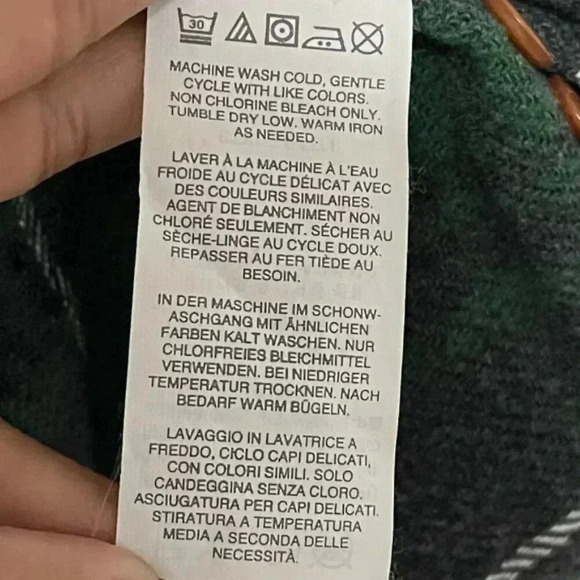 30
MACHINE WASH COLD, GENTLE
CYCLE WITH LIKE COLORS.
NON CHLORINE BLEACH ONLY.
TUMBLE DRY LOW. WARM IRON
AS NEEDED.
LAVER À LA MACHINE À L'EAU
FROIDE AU CYCLE DÉLICAT AVEC
DES COULEURS SIMILAIRES.
AGENT DE BLANCHIMENT NON
CHLORÉ SEULEMENT. SÉCHER AU
SÈCHE-LINGE AU CYCLE DOUX.
REPASSER AU FER TIÈDE AU
BESOIN.
IN DER MASCHINE IM SCHONW-
ASCHGANG MIT ÄHNLICHEN
FARBEN KALT WASCHEN. NUR
CHLORFREIES BLEICHMITTEL
VERWENDEN. BEI NIEDRIGER
TEMPERATUR TROCKNEN. NACH
BEDARF WARM BÜGELN.
LAVAGGIO IN LAVATRICE A
FREDDO, CICLO CAPI DELICATI,
CON COLORI SIMILI. SOLO
CANDEGGINA SENZA CLORO.
ASCIUGATURA PER CAPI DELICATI.
STIRATURA A TEMPERATURA
MEDIA A SECONDA DELLE
NECESSITÀ.